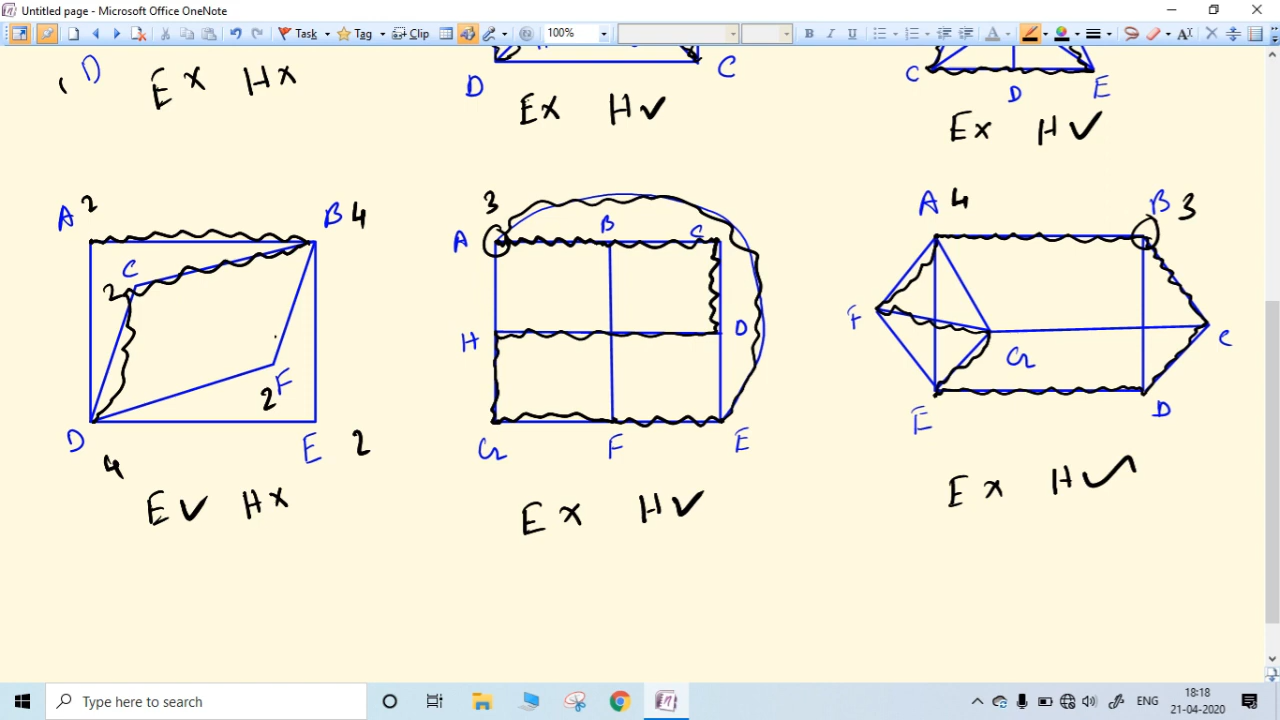 Untitled page - Microsoft Office OneNote
Task Tag Clip 100% B I U
D E x H x
D C
E x H ✓
C D E
E x H ✓
A 2 B 4
C
2
F
2
D E 2
4
E ✓ H x
3
A B C
H D
G F E
E x H ✓
A 4 B 3
F G C
E D
E x H ✓
Type here to search
ENG 18:18
21-04-2020